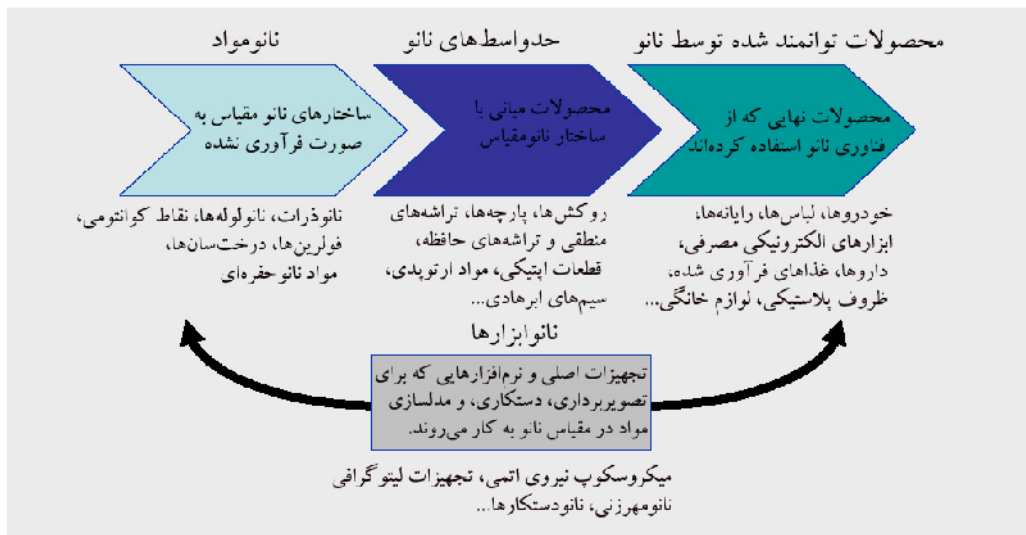 نانومواد
ساختارهای نانو مقیاس به
صورت فرآوری نشده
نانوذرات، نانولوله‌ها، نقاط کوانتومی،
فولرین‌ها، درخت‌سان‌ها،
مواد نانوحفره‌ای
حدواسط‌های نانو
محصولات میانی با
ساختار نانومقیاس
روکش‌ها، پارچه‌ها، تراشه‌های
منطقی و تراشه‌های حافظه،
قطعات اپتیکی، مواد ارتوپدی،
سیم‌های ابرهادی...
محصولات توانمند شده توسط نانو
محصولات نهایی که از
فناوری نانو استفاده کرده‌اند
خودروها، لباس‌ها، رایانه‌ها،
ابزارهای الکترونیکی مصرفی،
داروها، غذاهای فرآوری شده،
ظروف پلاستیکی، لوازم خانگی...
نانوابزارها
تجهیزات اصلی و نرم‌افزارهایی که برای
تصویربرداری، دستکاری، و مدلسازی
مواد در مقیاس نانو به کار می‌روند.
میکروسکوپ نیروی اتمی، تجهیزات لیتوگرافی
نانومهرزنی، نانودستکارها...